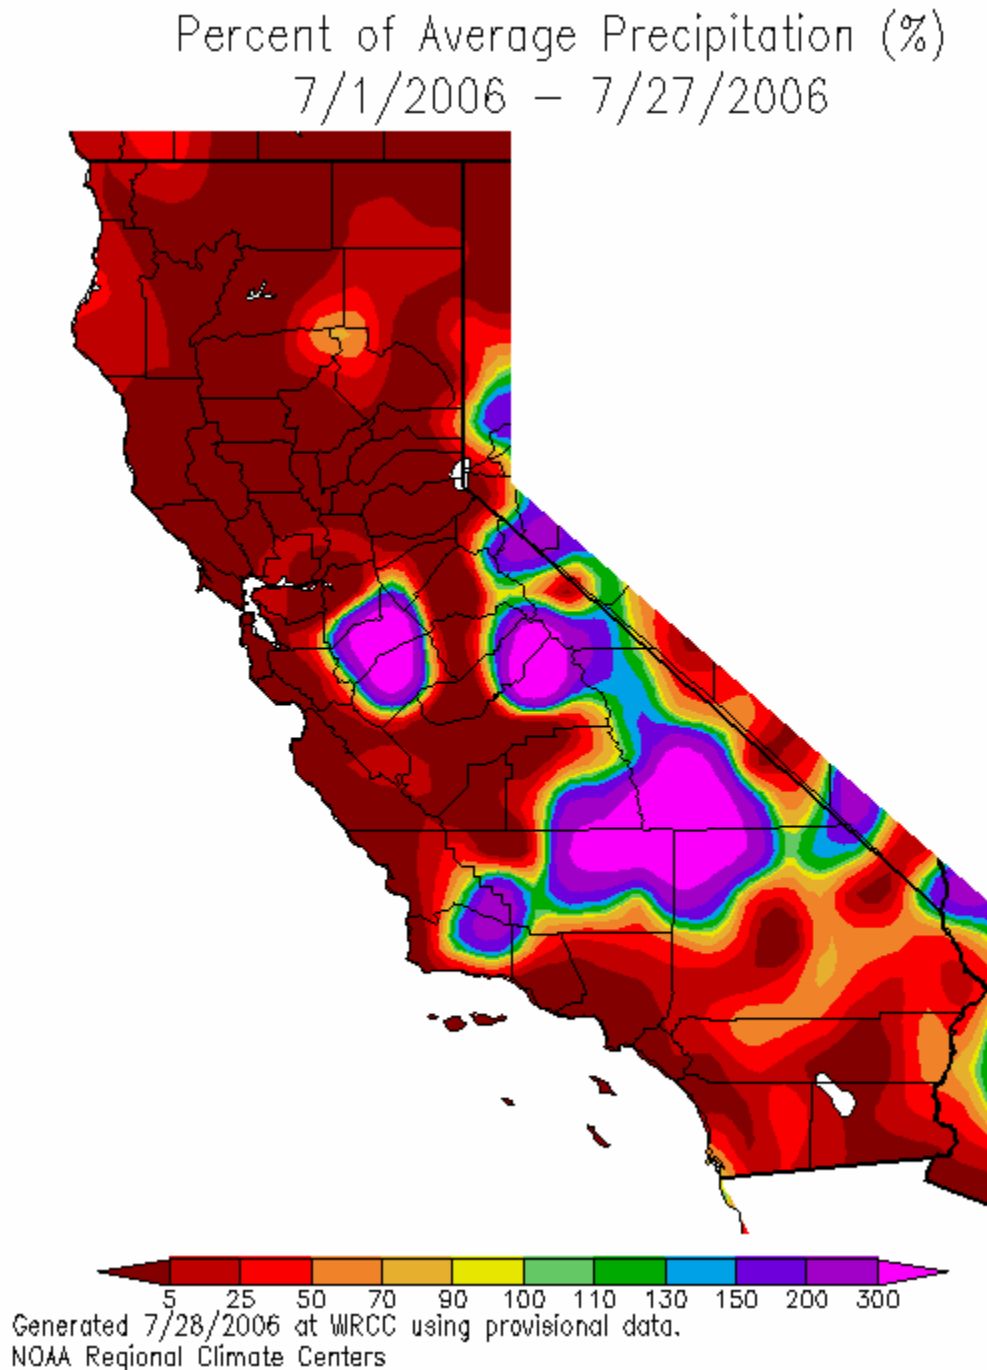 Percent of Average Precipitation (%)
7/1/2006 – 7/27/2006
5 25 50 70 90 100 110 130 150 200 300
Generated 7/28/2006 at WRCC using provisional data.
NOAA Regional Climate Centers